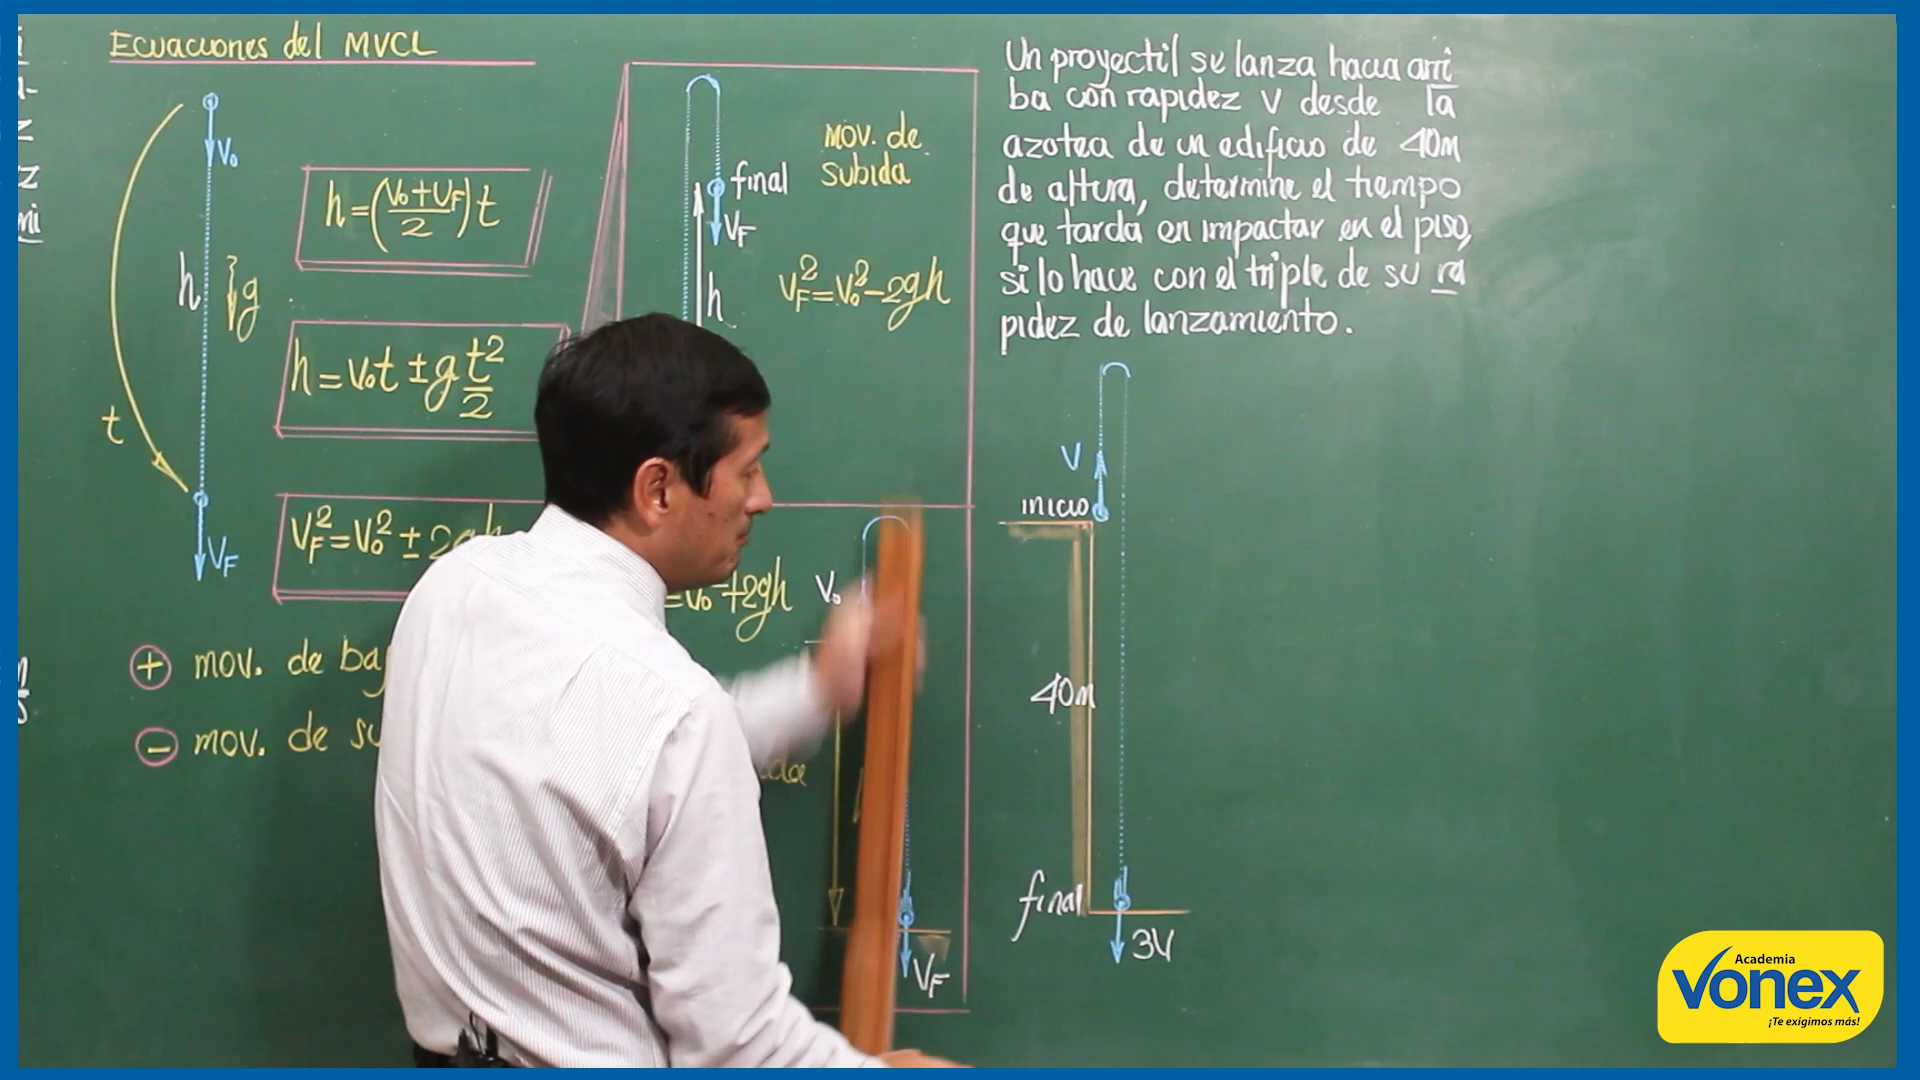 Ecuaciones del MVCL
V₀
h
g
t
V_F
h = (V₀ + V_F / 2) t
h = V₀t ± g t²/2
V_F² = V₀² ± 2gh
+ mov. de
- mov. de
final
mov. de
subida
V_F
V_F² = V₀² - 2gh
h
= V₀ + 2gh
V₀
V_F
Un proyectil se lanza hacia arri
ba con rapidez V desde la
azotea de un edificio de 40m
de altura, determine el tiempo
que tarda en impactar en el piso,
si lo hace con el triple de su ra
pidez de lanzamiento.
V
inicio
40m
final
3V
Academia
vonex
¡Te exigimos más!